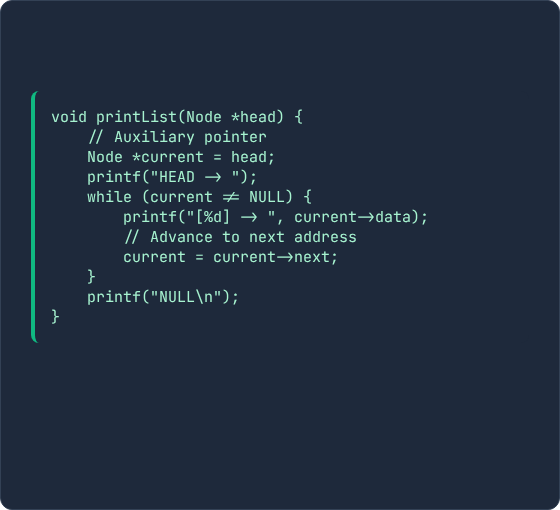 void printList(Node *head) {
    // Auxiliary pointer
    Node *current = head;
    printf("HEAD -> ");
    while (current != NULL) {
        printf("[%d] -> ", current->data);
        // Advance to next address
        current = current->next;
    }
    printf("NULL\n");
}